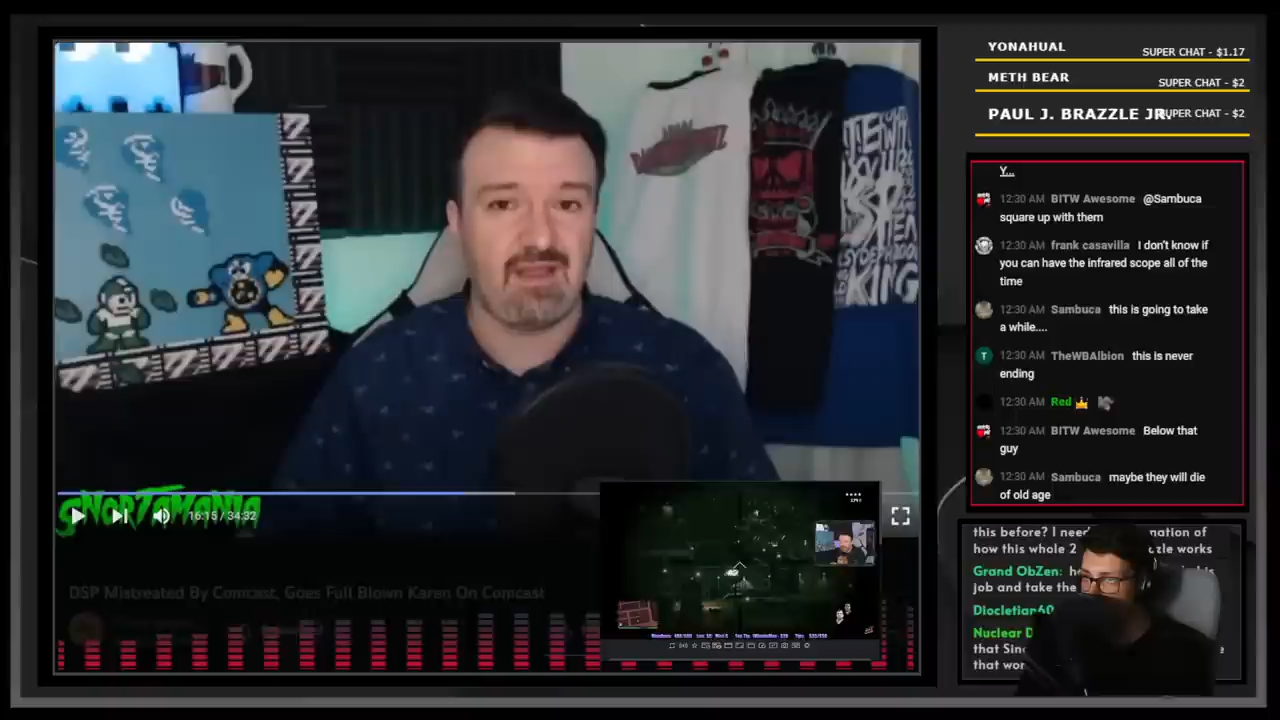 YONAHUAL
SUPER CHAT - $1.17
METH BEAR
SUPER CHAT - $2
PAUL J. BRAZZLE JR.
SUPER CHAT - $2
Y...
12:30 AM BITW Awesome @Sambuca
square up with them
12:30 AM frank casavilla I don't know if
you can have the infrared scope all of the
time
12:30 AM Sambuca this is going to take
a while....
T 12:30 AM TheWBAlbion this is never
ending
12:30 AM Red
12:30 AM BITW Awesome Below that
guy
12:30 AM Sambuca maybe they will die
of old age
KING
SNORTAMANIA
16:15 / 34:32
DSP Mistreated By Comcast, Goes Full Blown Karen On Comcast
this before? I need nation of
how this whole 2 zzle works
Grand ObZen:
job and take the
Diocletian60
Nuclear D
that
that wor